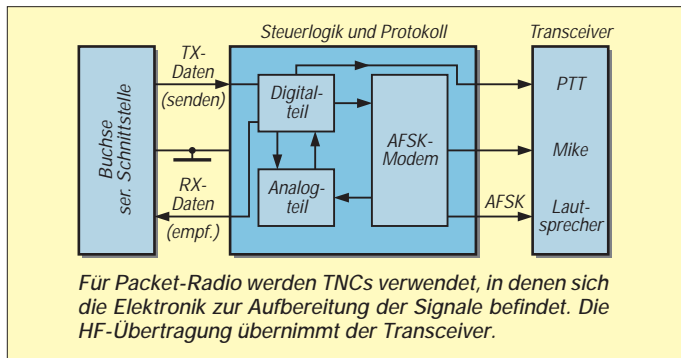 Steuerlogik und Protokoll
Transceiver
Buchse
ser. Schnittstelle
TX-
Daten
(senden)
RX-
Daten
(empf.)
Digital-
teil
Analog-
teil
AFSK-
Modem
AFSK
PTT
Mike
Laut-
sprecher
Für Packet-Radio werden TNCs verwendet, in denen sich
die Elektronik zur Aufbereitung der Signale befindet. Die
HF-Übertragung übernimmt der Transceiver.